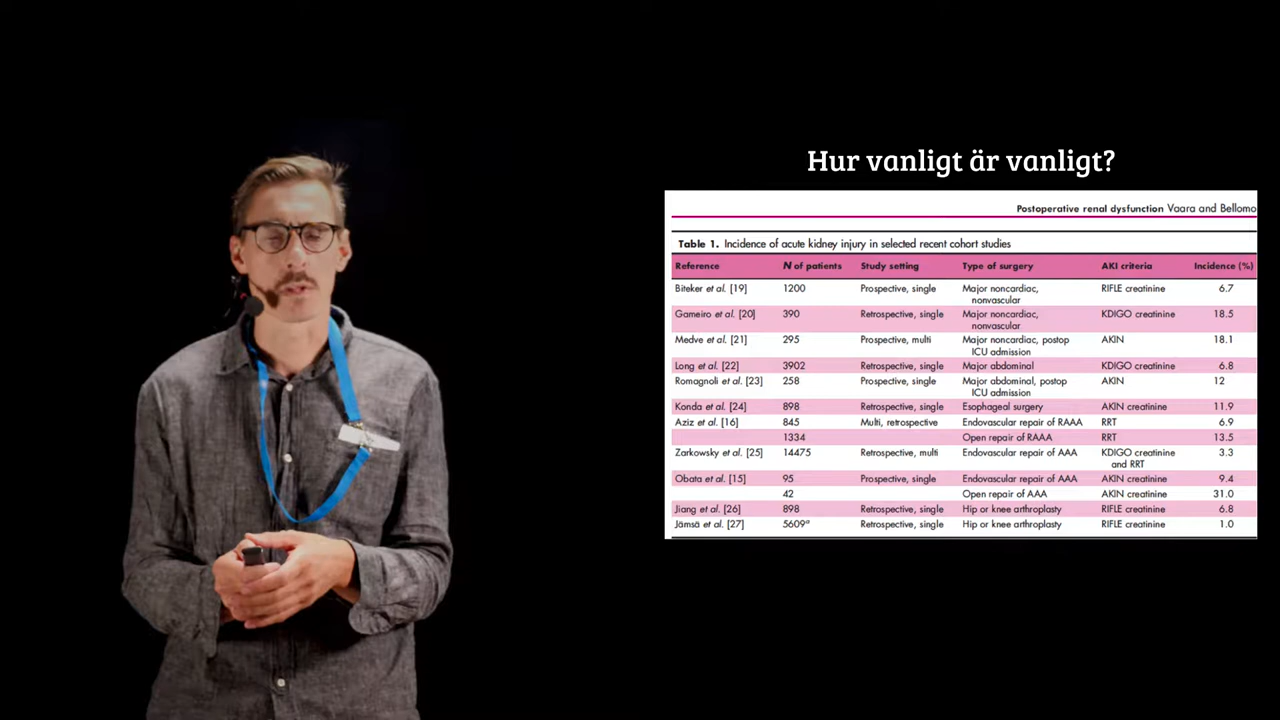 Hur vanligt är vanligt?
Postoperative renal dysfunction Vaara and Bellomo
Table 1. Incidence of acute kidney injury in selected recent cohort studies
Reference N of patients Study setting Type of surgery AKI criteria Incidence (%)
Biteker et al. [19] 1200 Prospective, single Major noncardiac, RIFLE creatinine 6.7
nonvascular
Gameiro et al. [20] 390 Retrospective, single Major noncardiac, KDIGO creatinine 18.5
nonvascular
Medve et al. [21] 295 Prospective, multi Major noncardiac, postop AKIN 18.1
ICU admission
Long et al. [22] 3902 Retrospective, single Major abdominal KDIGO creatinine 6.8
Romagnoli et al. [23] 258 Prospective, single Major abdominal, postop AKIN 12
ICU admission
Konda et al. [24] 898 Retrospective, single Esophageal surgery AKIN creatinine 11.9
Aziz et al. [16] 845 Multi, retrospective Endovascular repair of RAAA RRT 6.9
1334 Open repair of RAAA RRT 13.5
Zarkowsky et al. [25] 14475 Retrospective, multi Endovascular repair of AAA KDIGO creatinine 3.3
and RRT
Obata et al. [15] 95 Prospective, single Endovascular repair of AAA AKIN creatinine 9.4
42 Open repair of AAA AKIN creatinine 31.0
Jiang et al. [26] 898 Retrospective, single Hip or knee arthroplasty RIFLE creatinine 6.8
Jämsä et al. [27] 5609a Retrospective, single Hip or knee arthroplasty RIFLE creatinine 1.0